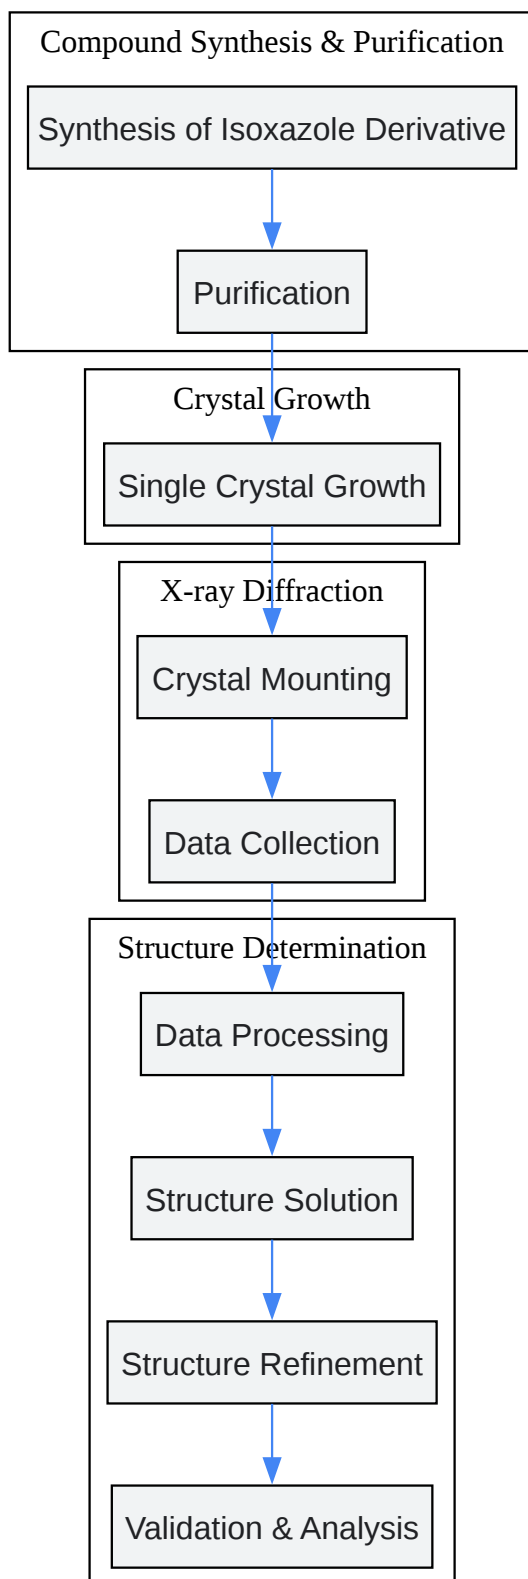 Compound Synthesis & Purification
Synthesis of Isoxazole Derivative
Purification
Crystal Growth
Single Crystal Growth
X-ray Diffraction
Crystal Mounting
Data Collection
Structure Determination
Data Processing
Structure Solution
Structure Refinement
Validation & Analysis